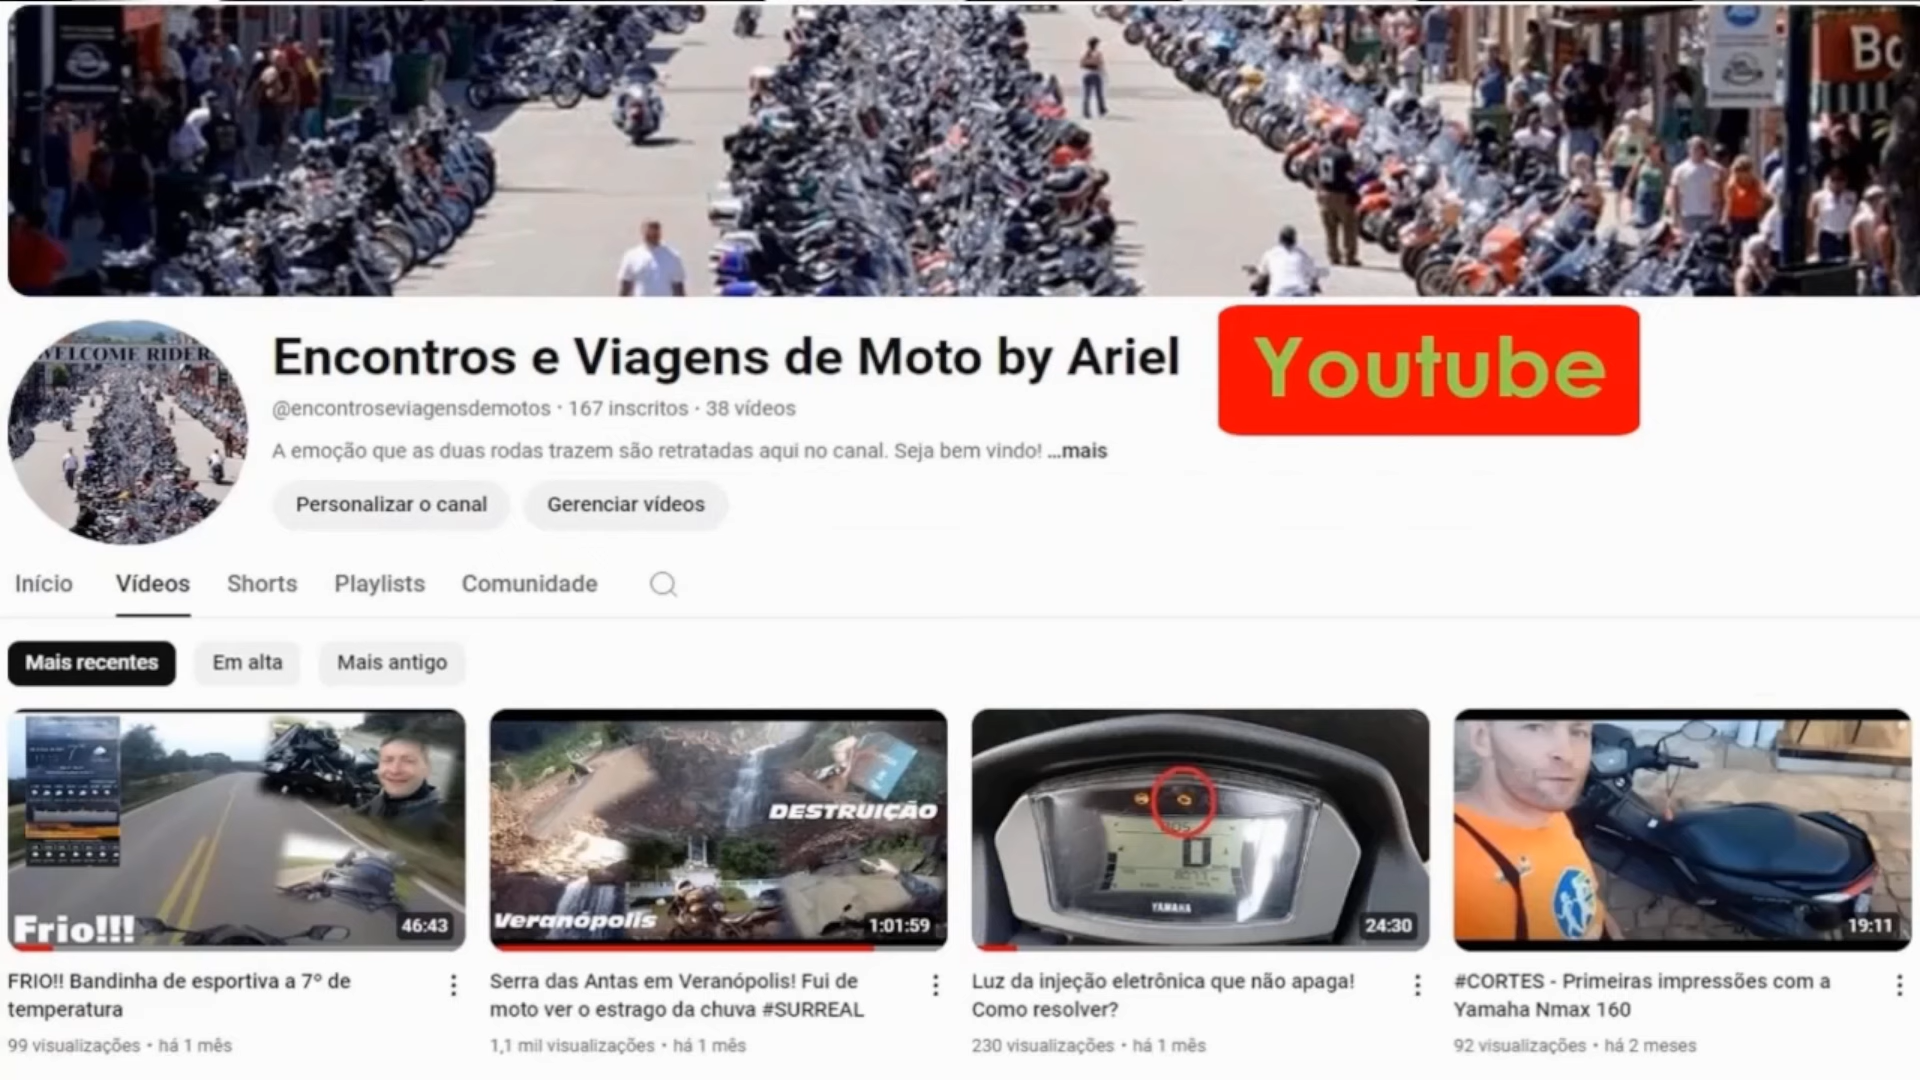 Bo
WELCOME RIDER
Encontros e Viagens de Moto by Ariel
Youtube
@encontroseviagensdemotos · 167 inscritos · 38 vídeos
A emoção que as duas rodas trazem são retratadas aqui no canal. Seja bem vindo! ...mais
Personalizar o canal
Gerenciar vídeos
Início
Vídeos
Shorts
Playlists
Comunidade
Mais recentes
Em alta
Mais antigo
Frio!!!
46:43
DESTRUIÇÃO
Veranópolis
1:01:59
0
YAMAHA
24:30
19:11
FRIO!! Bandinha de esportiva a 7º de
temperatura
99 visualizações • há 1 mês
Serra das Antas em Veranópolis! Fui de
moto ver o estrago da chuva #SURREAL
1,1 mil visualizações • há 1 mês
Luz da injeção eletrônica que não apaga!
Como resolver?
230 visualizações • há 1 mês
#CORTES - Primeiras impressões com a
Yamaha Nmax 160
92 visualizações • há 2 meses